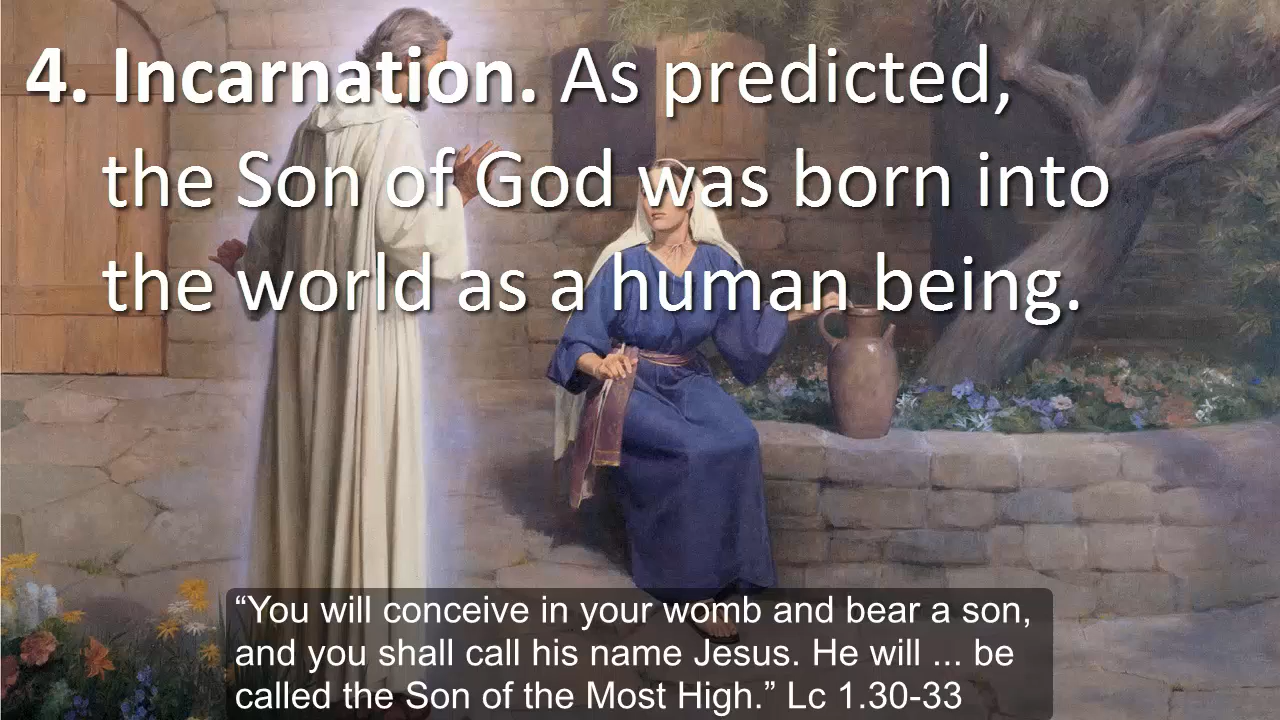 4. Incarnation. As predicted,
the Son of God was born into
the world as a human being.
“You will conceive in your womb and bear a son,
and you shall call his name Jesus. He will ... be
called the Son of the Most High.” Lc 1.30-33